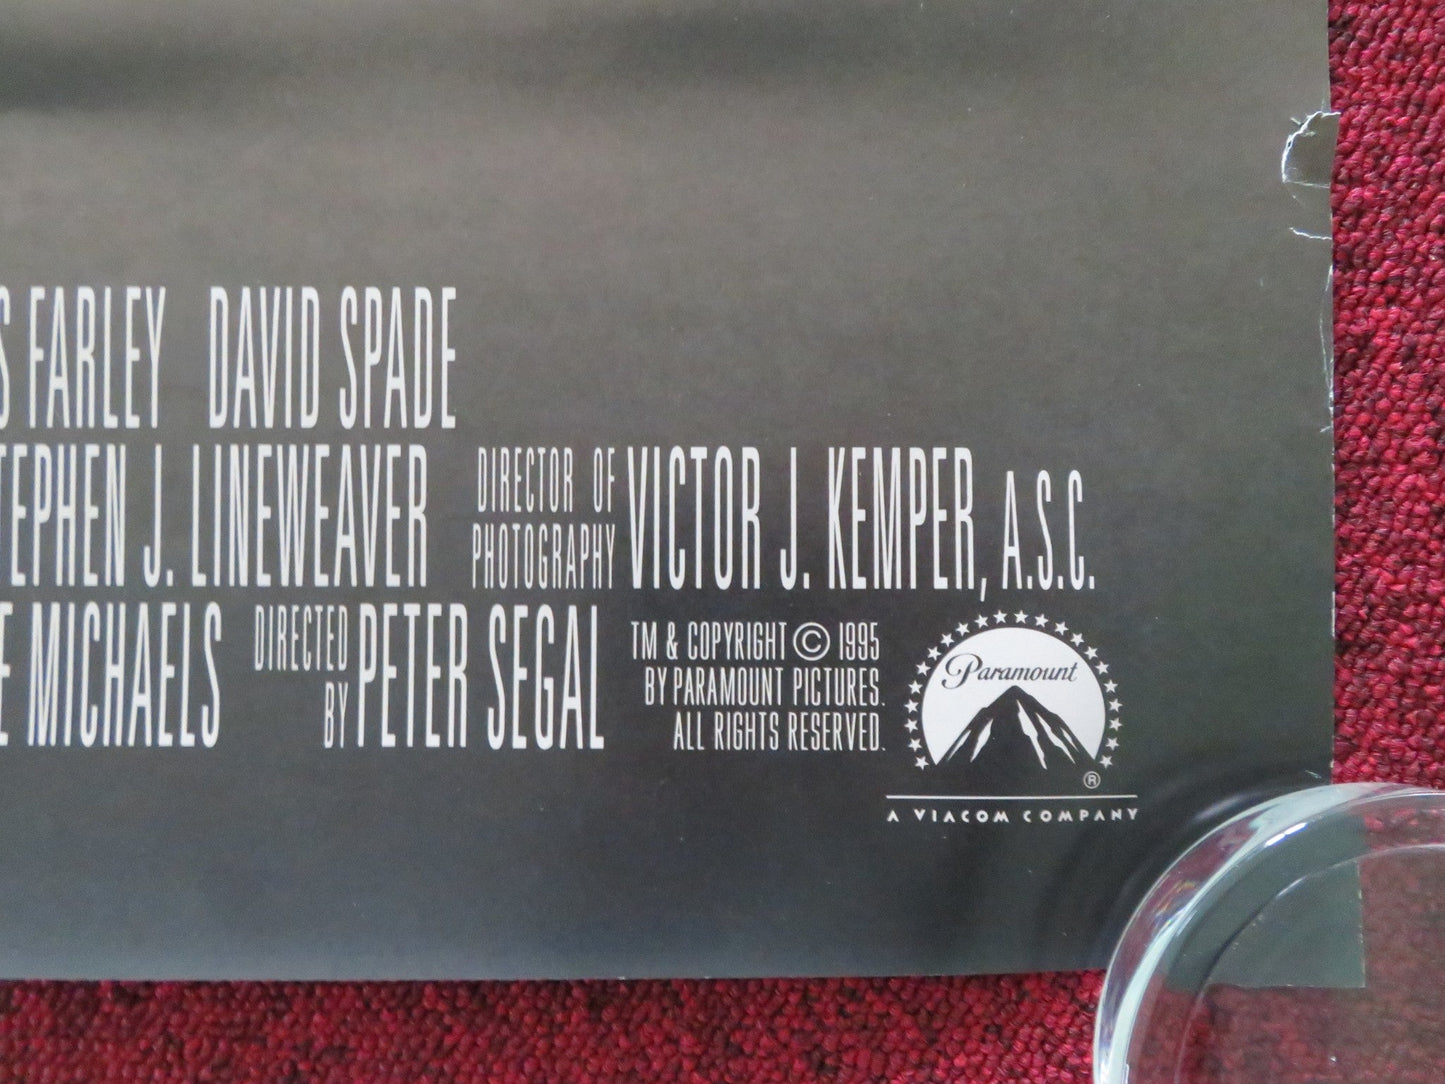 FARLEY DAVID SPADE
STEPHEN J. LINEWEAVER DIRECTOR OF PHOTOGRAPHY VICTOR J. KEMPER, A.S.C.
MICHAELS DIRECTED BY PETER SEGAL
TM & COPYRIGHT © 1995
BY PARAMOUNT PICTURES.
ALL RIGHTS RESERVED.
Paramount
®
A VIACOM COMPANY